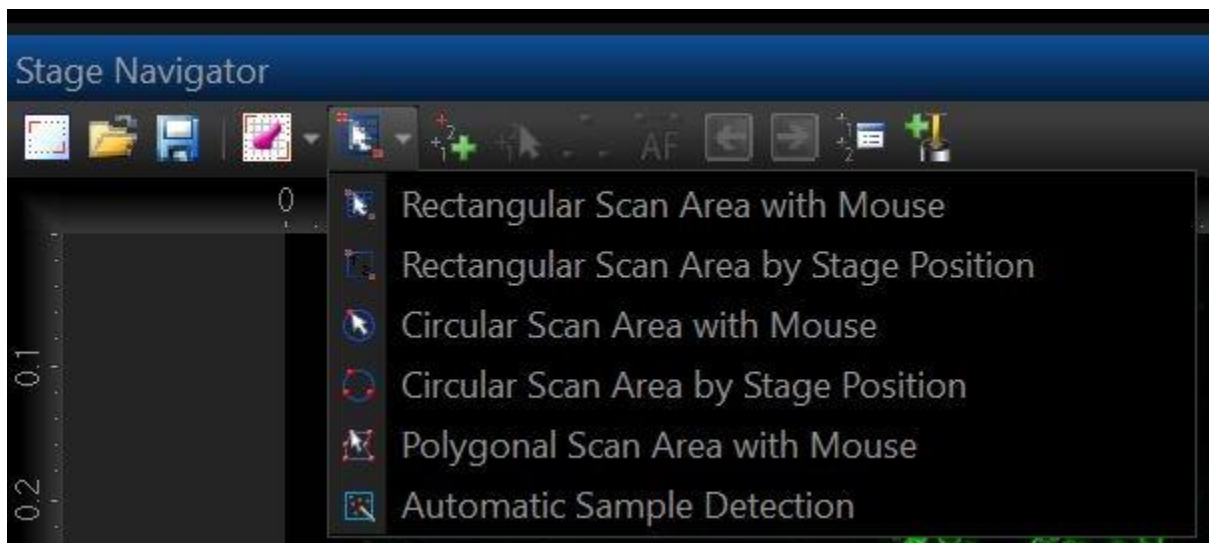 Stage Navigator
AF
0
Rectangular Scan Area with Mouse
Rectangular Scan Area by Stage Position
Circular Scan Area with Mouse
0.1
Circular Scan Area by Stage Position
Polygonal Scan Area with Mouse
0.2
Automatic Sample Detection